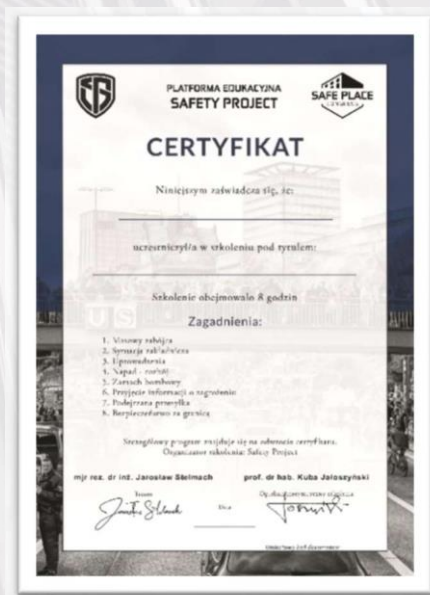 PLATFORMA EDUKACYJNA
SAFETY PROJECT
SAFE PLACE
CERTYFIKAT
Niniejszym zaświadcza się, że:
uczestniczył/a w szkoleniu pod tytułem:
Szkolenie obejmowało 8 godzin
Zagadnienia:
1. Masowy zabójca
2. Sytuacja zakładnicza
3. Uprowadzenia
4. Napad - rozbój
5. Zamach bombowy
6. Przyjęcie informacji o zagrożeniu
7. Podejrzana przesyłka
8. Bezpieczeństwo za granicą
Szczegółowy program znajduje się na odwrocie certyfikatu.
Organizator szkolenia: Safety Project
mjr rez. dr inż. Jarosław Stelmach
prof. dr hab. Kuba Jałoszyński
Trener
Data